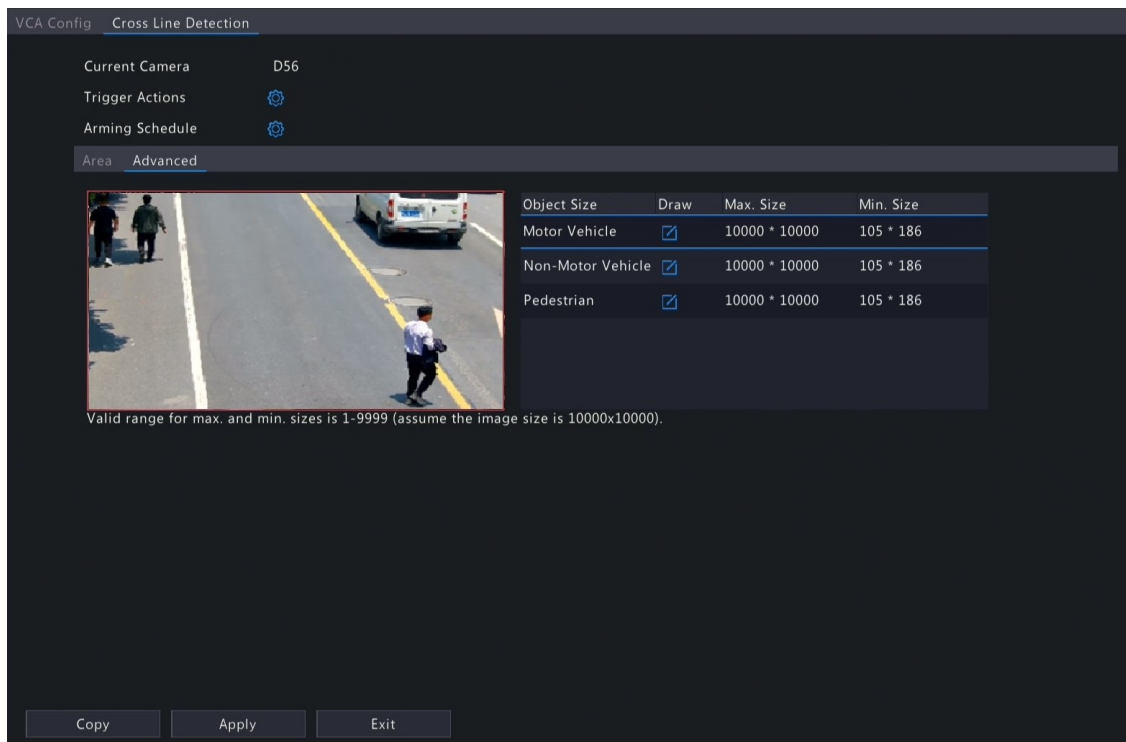 VCA Config Cross Line Detection
Current Camera D56
Trigger Actions
Arming Schedule
Area Advanced
Object Size Draw Max. Size Min. Size
Motor Vehicle 10000 * 10000 105 * 186
Non-Motor Vehicle 10000 * 10000 105 * 186
Pedestrian 10000 * 10000 105 * 186
Valid range for max. and min. sizes is 1-9999 (assume the image size is 10000x10000).
Copy Apply Exit